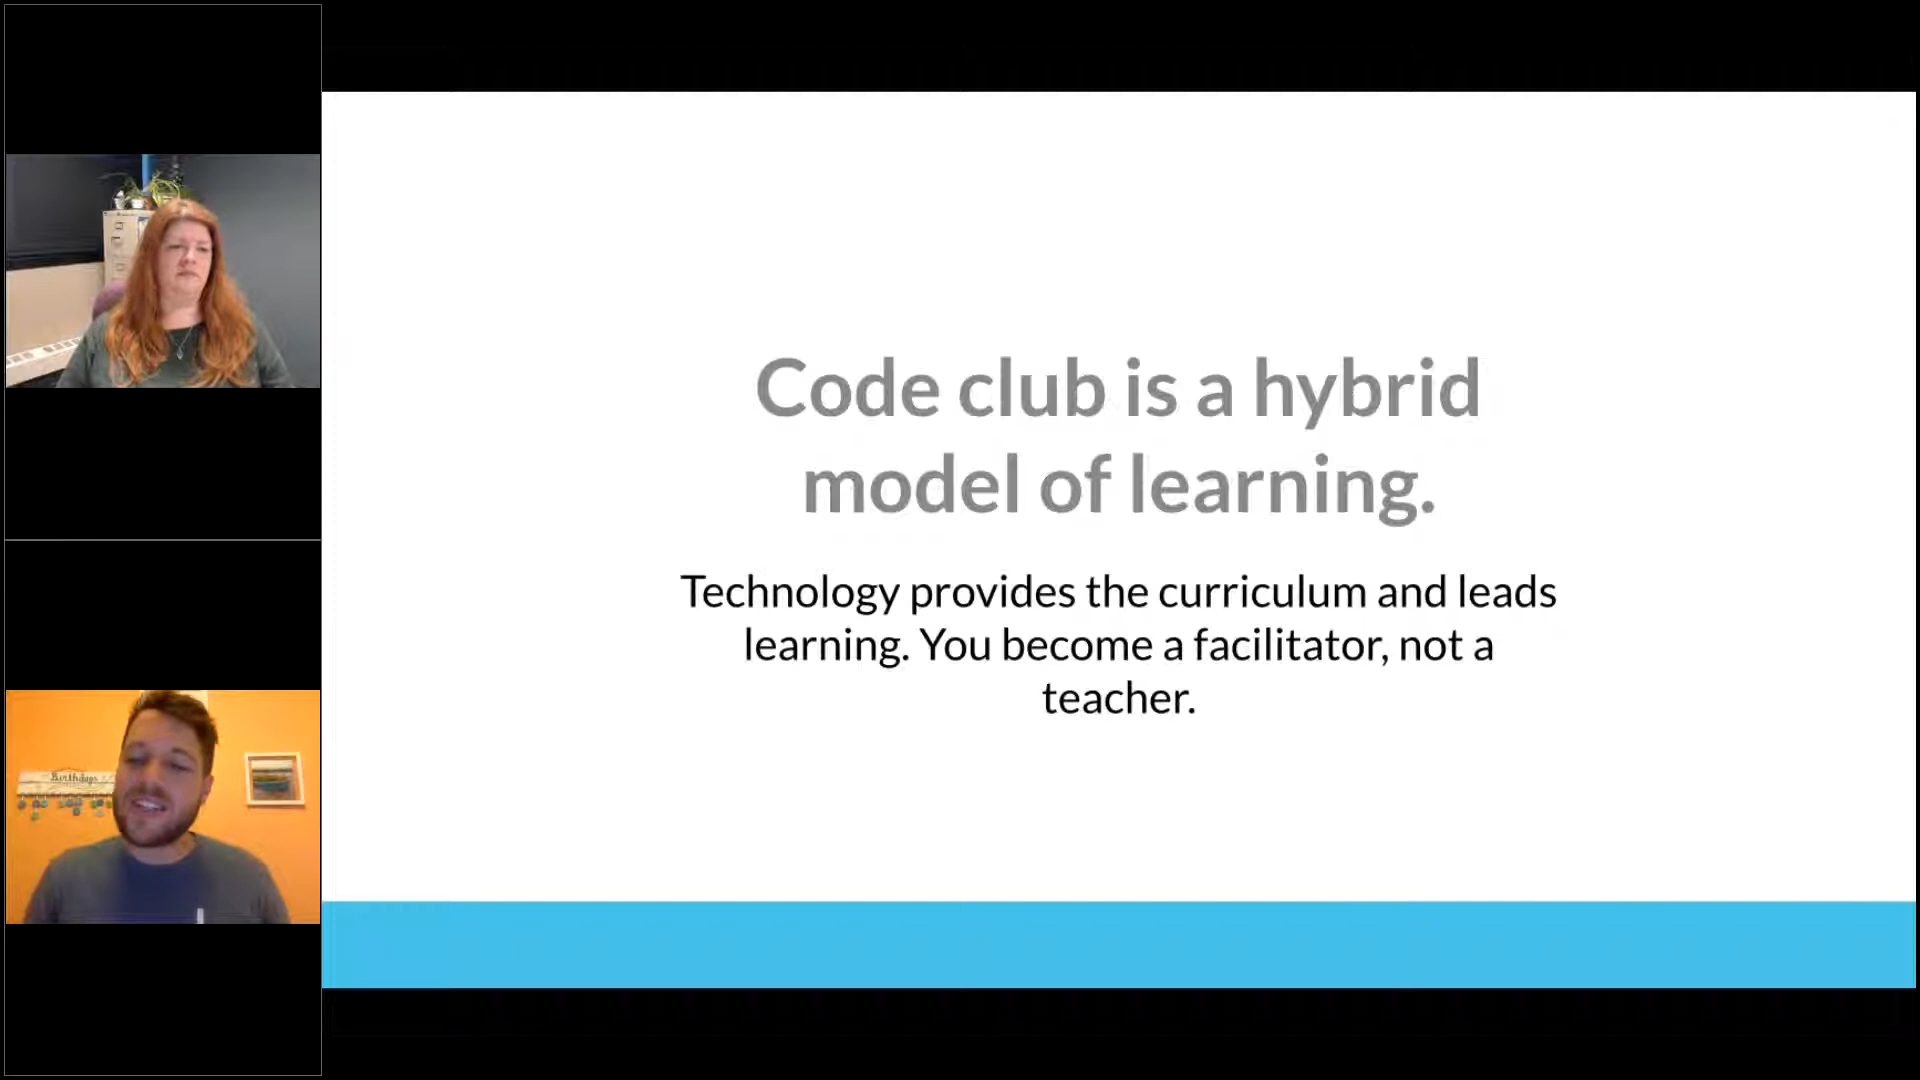 Code club is a hybrid
model of learning.
Technology provides the curriculum and leads
learning. You become a facilitator, not a
teacher.
Birthdays